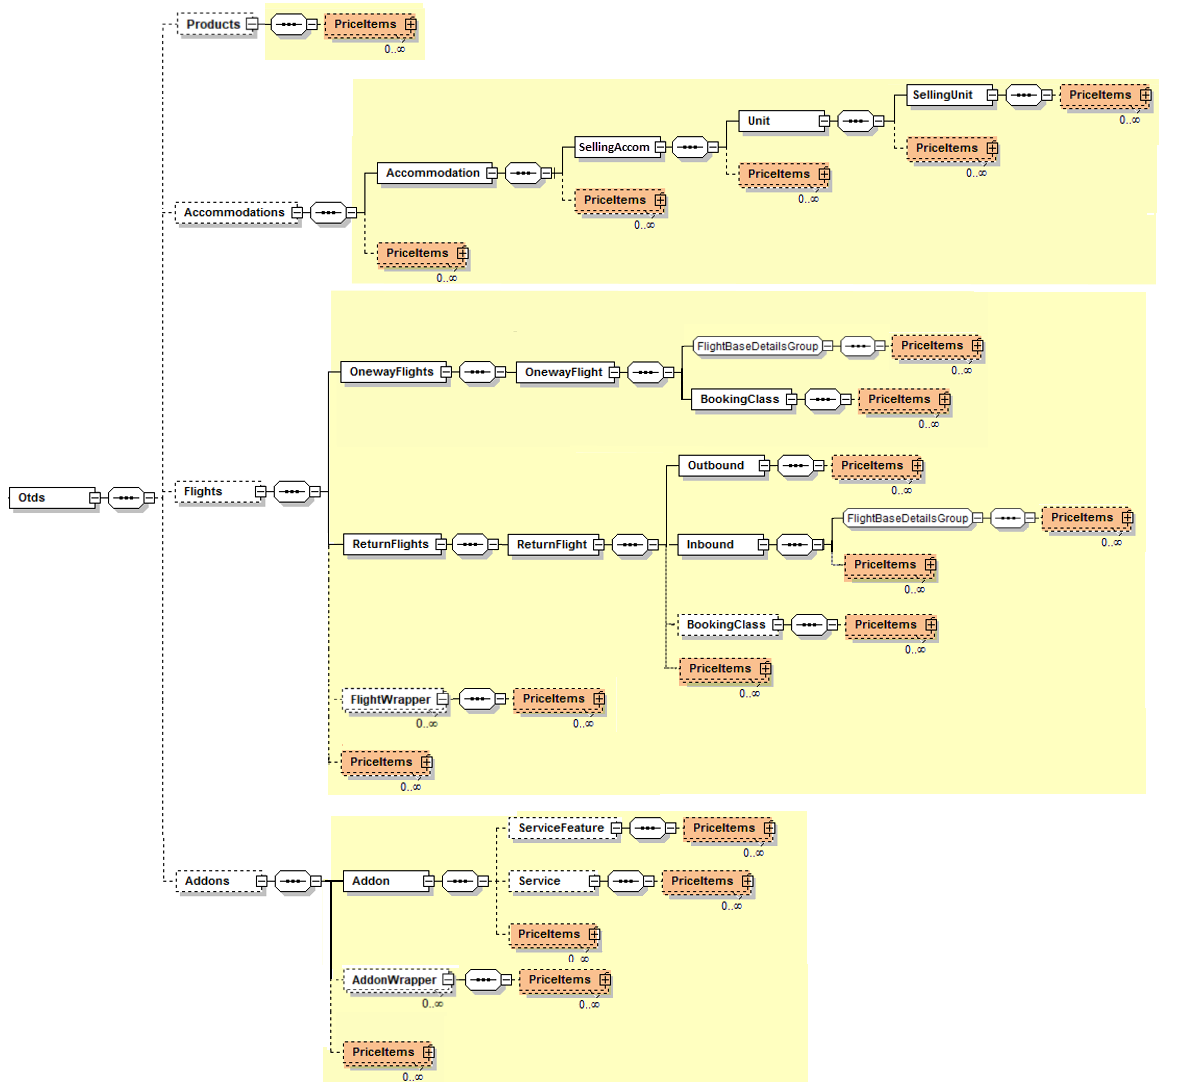 Products
PriceItems
0..∞
SellingUnit
PriceItems
0..∞
Unit
PriceItems
0..∞
SellingAccom
PriceItems
0..∞
Accommodation
PriceItems
0..∞
Accommodations
PriceItems
0..∞
FlightBaseDetailsGroup
PriceItems
0..∞
OnewayFlights
OnewayFlight
BookingClass
PriceItems
0..∞
Outbound
PriceItems
0..∞
Otds
Flights
FlightBaseDetailsGroup
PriceItems
0..∞
ReturnFlights
ReturnFlight
Inbound
PriceItems
0..∞
BookingClass
PriceItems
0..∞
PriceItems
0..∞
FlightWrapper
0..∞
PriceItems
0..∞
PriceItems
0..∞
ServiceFeature
PriceItems
0..∞
Addons
Addon
Service
PriceItems
0..∞
PriceItems
0..∞
AddonWrapper
0..∞
PriceItems
0..∞
PriceItems
0..∞